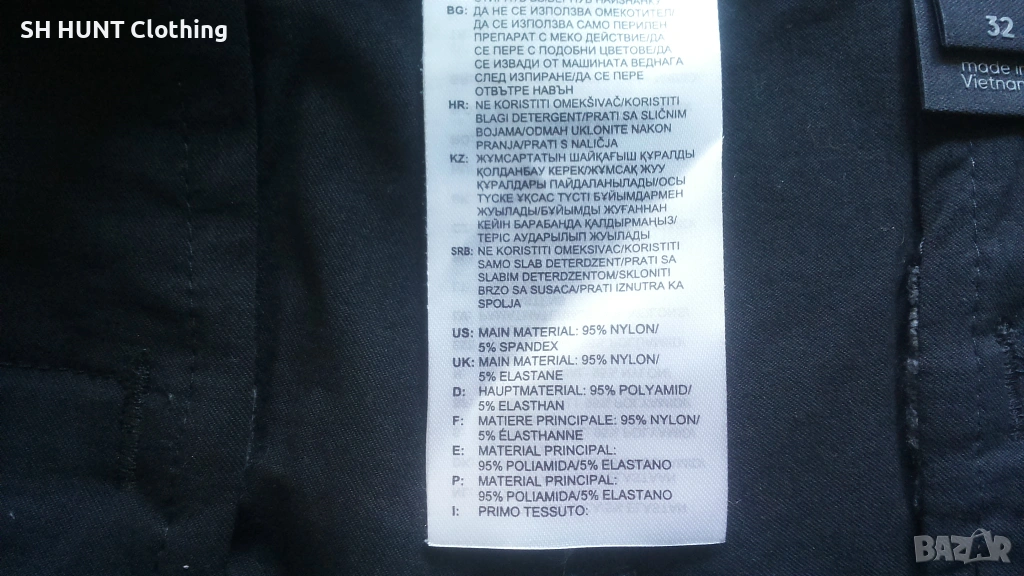 SH HUNT Clothing
BG: ДА НЕ СЕ ИЗПОЛЗВА ОМЕКОТИТЕЛ/
ДА СЕ ИЗПОЛЗВА САМО ПЕРИЛЕН
ПРЕПАРАТ С МЕКО ДЕЙСТВИЕ/ДА
СЕ ПЕРЕ С ПОДОБНИ ЦВЕТОВЕ/ДА
СЕ ИЗВАДИ ОТ МАШИНАТА ВЕДНАГА
СЛЕД ИЗПИРАНЕ/ДА СЕ ПЕРЕ
ОТВЪТРЕ НАВЪН
HR: NE KORISTITI OMEKŠIVAČ/KORISTITI
BLAGI DETERGENT/PRATI SA SLIČNIM
BOJAMA/ODMAH UKLONITE NAKON
PRANJA/PRATI S NALIČJA
KZ: ЖҰМСАРТАТЫН ШАЙҚАҒЫШ ҚҰРАЛДЫ
ҚОЛДАНБАУ КЕРЕК/ЖҰМСАҚ ЖУУ
ҚҰРАЛДАРЫ ПАЙДАЛАНЫЛАДЫ/ОСЫ
ТҮСКЕ ҰҚСАС ТҮСТІ БҰЙЫМДАРМЕН
ЖУЫЛАДЫ/БҰЙЫМДЫ ЖУҒАННАН
КЕЙІН БАРАБАНДА ҚАЛДЫРМАҢЫЗ/
ТЕРІС АУДАРЫЛЫП ЖУЫЛАДЫ
SRB: NE KORISTITI OMEKSIVAC/KORISTITI
SAMO SLAB DETERDZENT/PRATI SA
SLABIM DETERDZENTOM/SKLONITI
BRZO SA SUSACA/PRATI IZNUTRA KA
SPOLJA
US: MAIN MATERIAL: 95% NYLON/
5% SPANDEX
UK: MAIN MATERIAL: 95% NYLON/
5% ELASTANE
D: HAUPTMATERIAL: 95% POLYAMID/
5% ELASTHAN
F: MATIERE PRINCIPALE: 95% NYLON/
5% ÉLASTHANNE
E: MATERIAL PRINCIPAL:
95% POLIAMIDA/5% ELASTANO
P: MATERIAL PRINCIPAL:
95% POLIAMIDA/5% ELASTANO
I: PRIMO TESSUTO:
32
made in
Vietnam
BAZAR